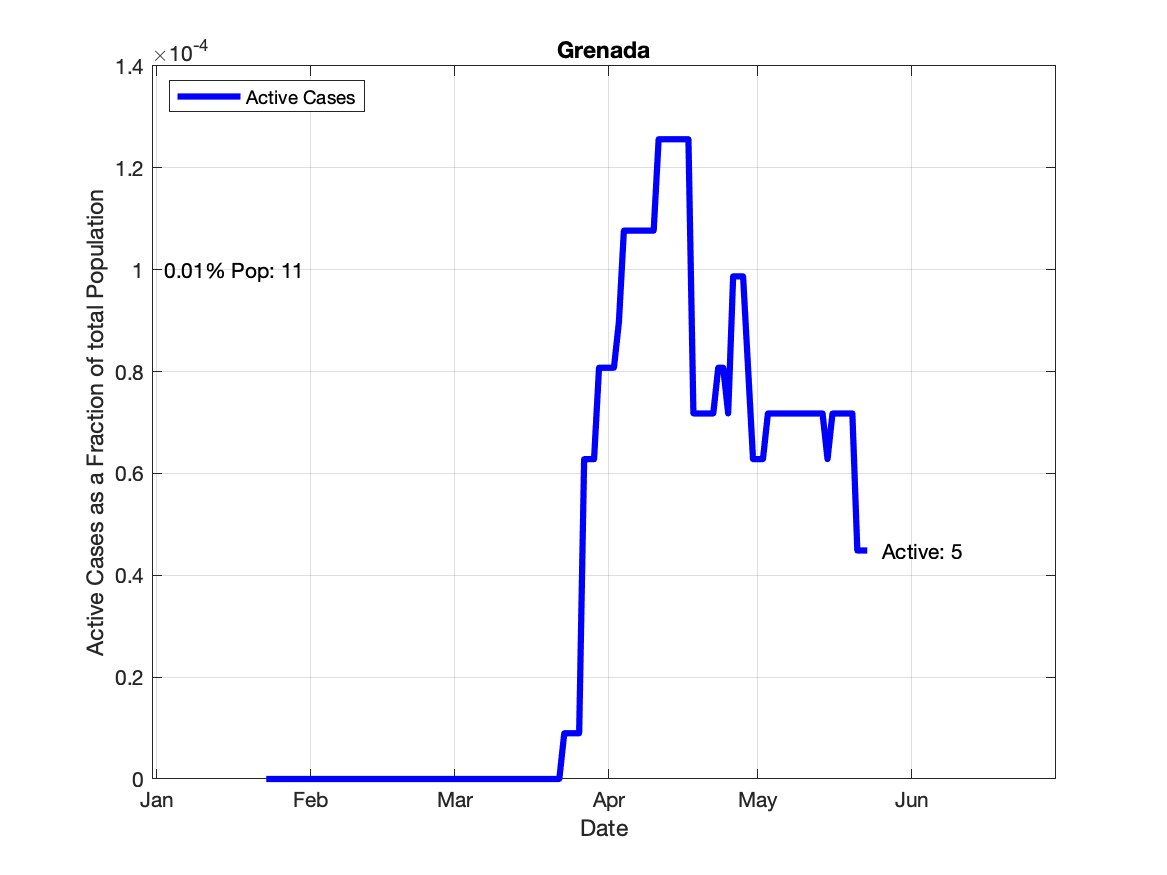 Grenada
×10-4
Active Cases
1.4
1.2
1
0.8
0.6
0.4
0.2
0
0.01% Pop: 11
Active: 5
Active Cases as a Fraction of total Population
Jan Feb Mar Apr May Jun
Date